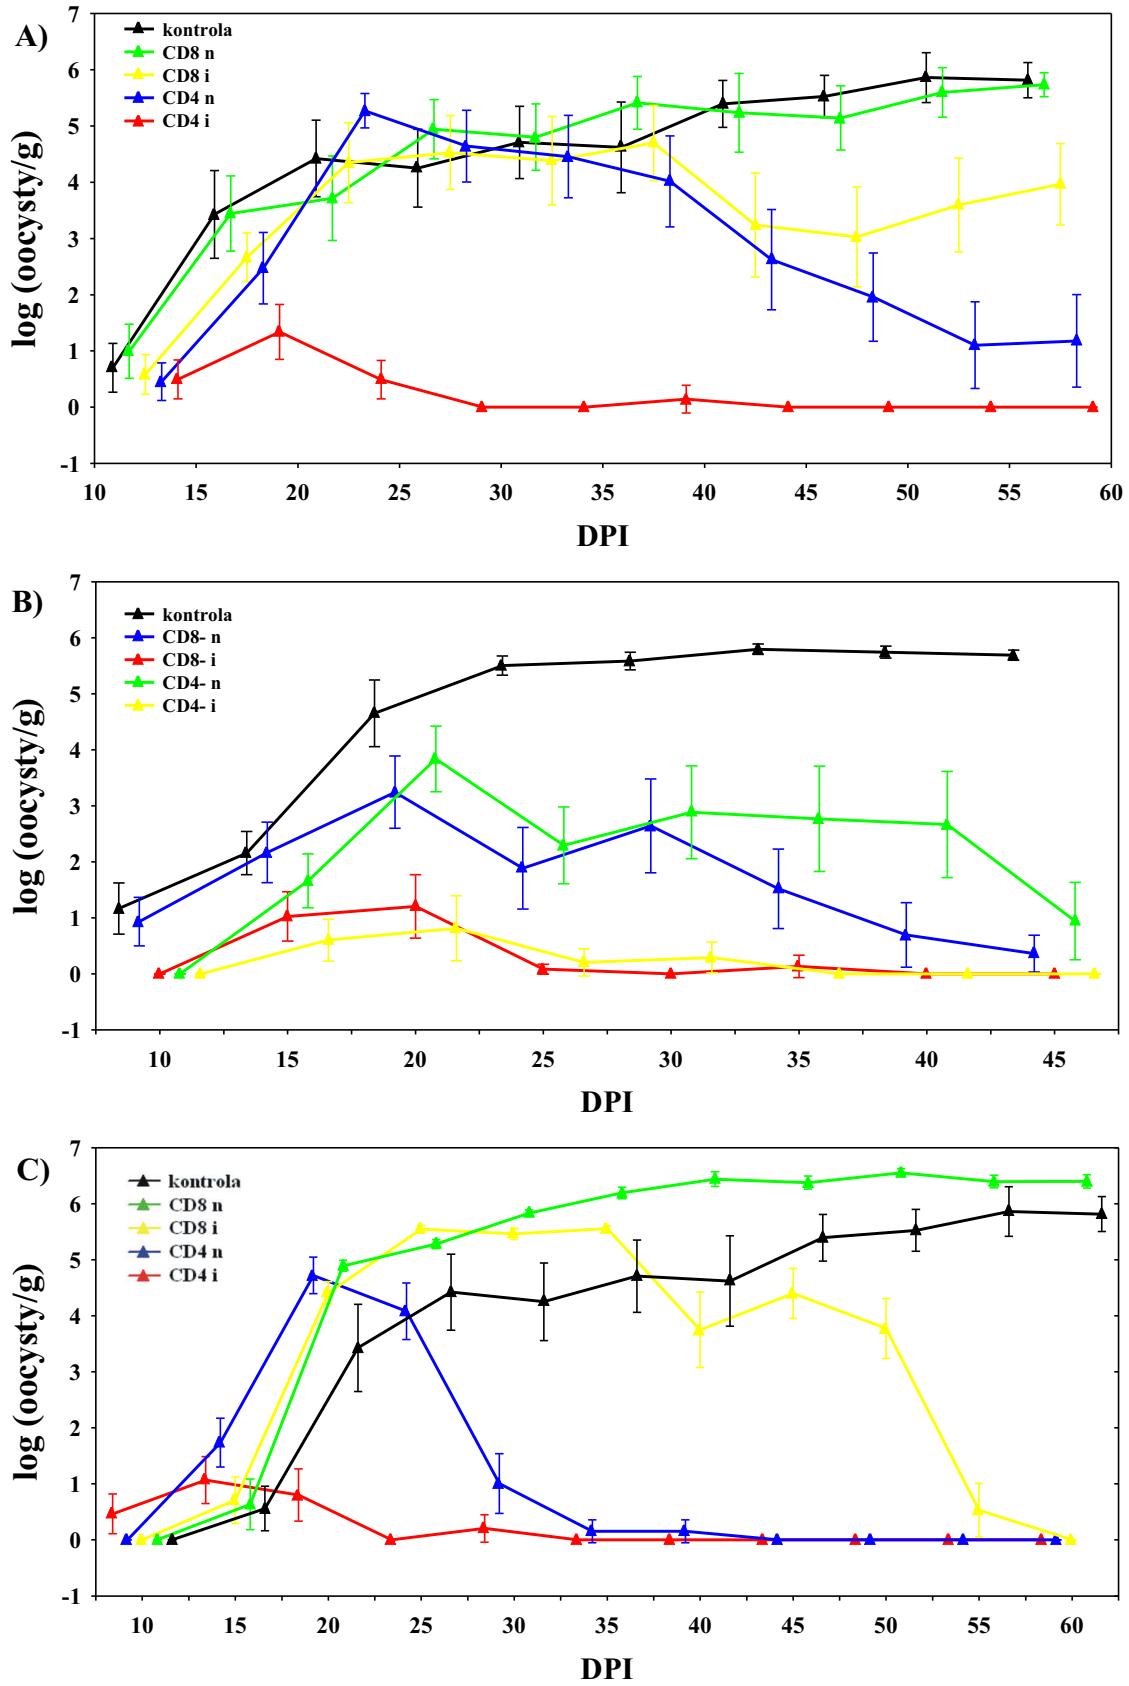 A)
7
6
5
4
3
2
1
0
-1
log (oocysty/g)
kontrola
CD8 n
CD8 i
CD4 n
CD4 i
10 15 20 25 30 35 40 45 50 55 60
DPI
B)
7
6
5
4
3
2
1
0
-1
log (oocysty/g)
kontrola
CD8- n
CD8- i
CD4- n
CD4- i
10 15 20 25 30 35 40 45
DPI
C)
7
6
5
4
3
2
1
0
-1
log (oocysty/g)
kontrola
CD8 n
CD8 i
CD4 n
CD4 i
10 15 20 25 30 35 40 45 50 55 60
DPI